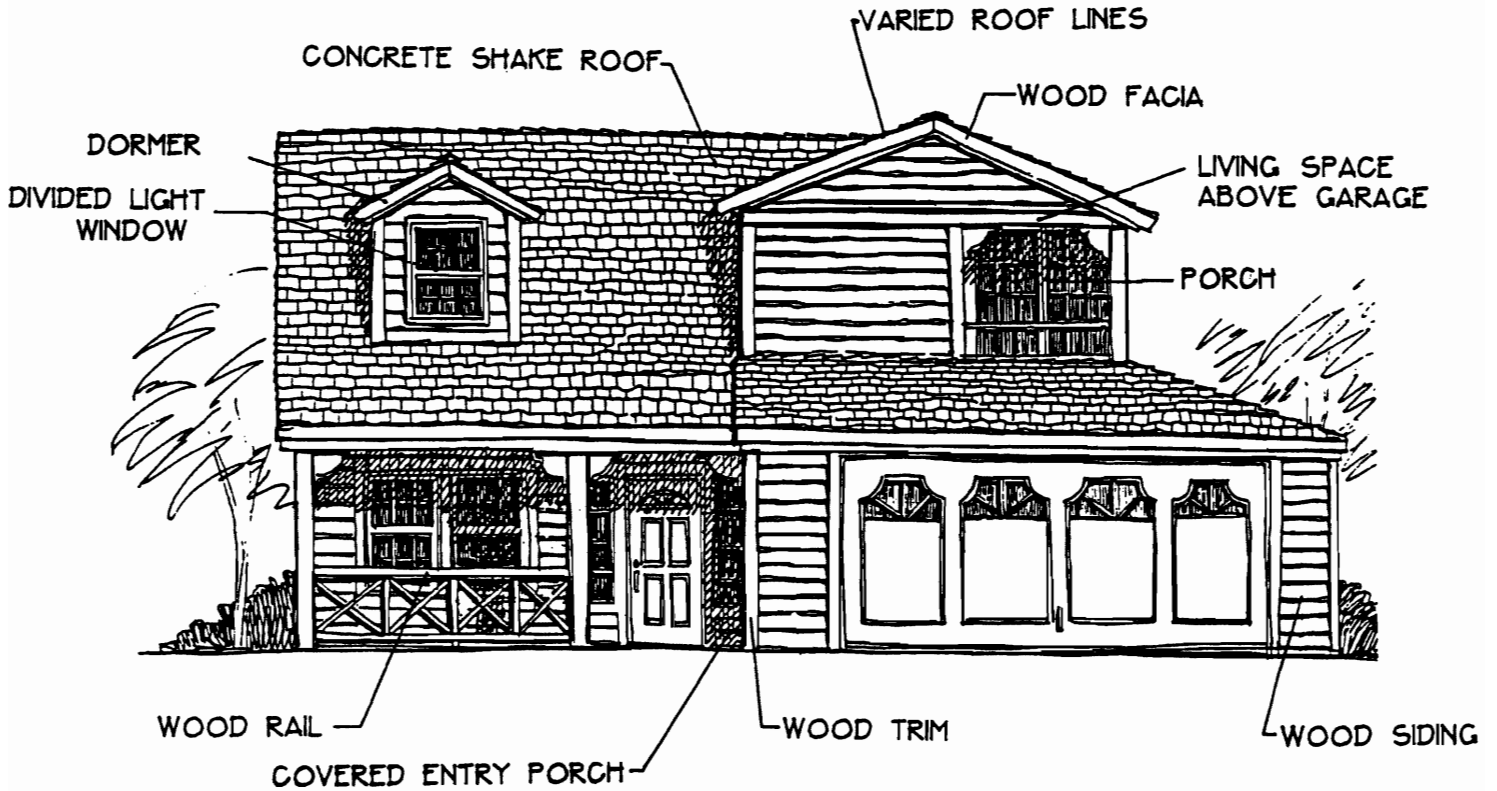 VARIED ROOF LINES
CONCRETE SHAKE ROOF
WOOD FACIA
DORMER
LIVING SPACE
ABOVE GARAGE
DIVIDED LIGHT
WINDOW
PORCH
WOOD RAIL
WOOD TRIM
WOOD SIDING
COVERED ENTRY PORCH